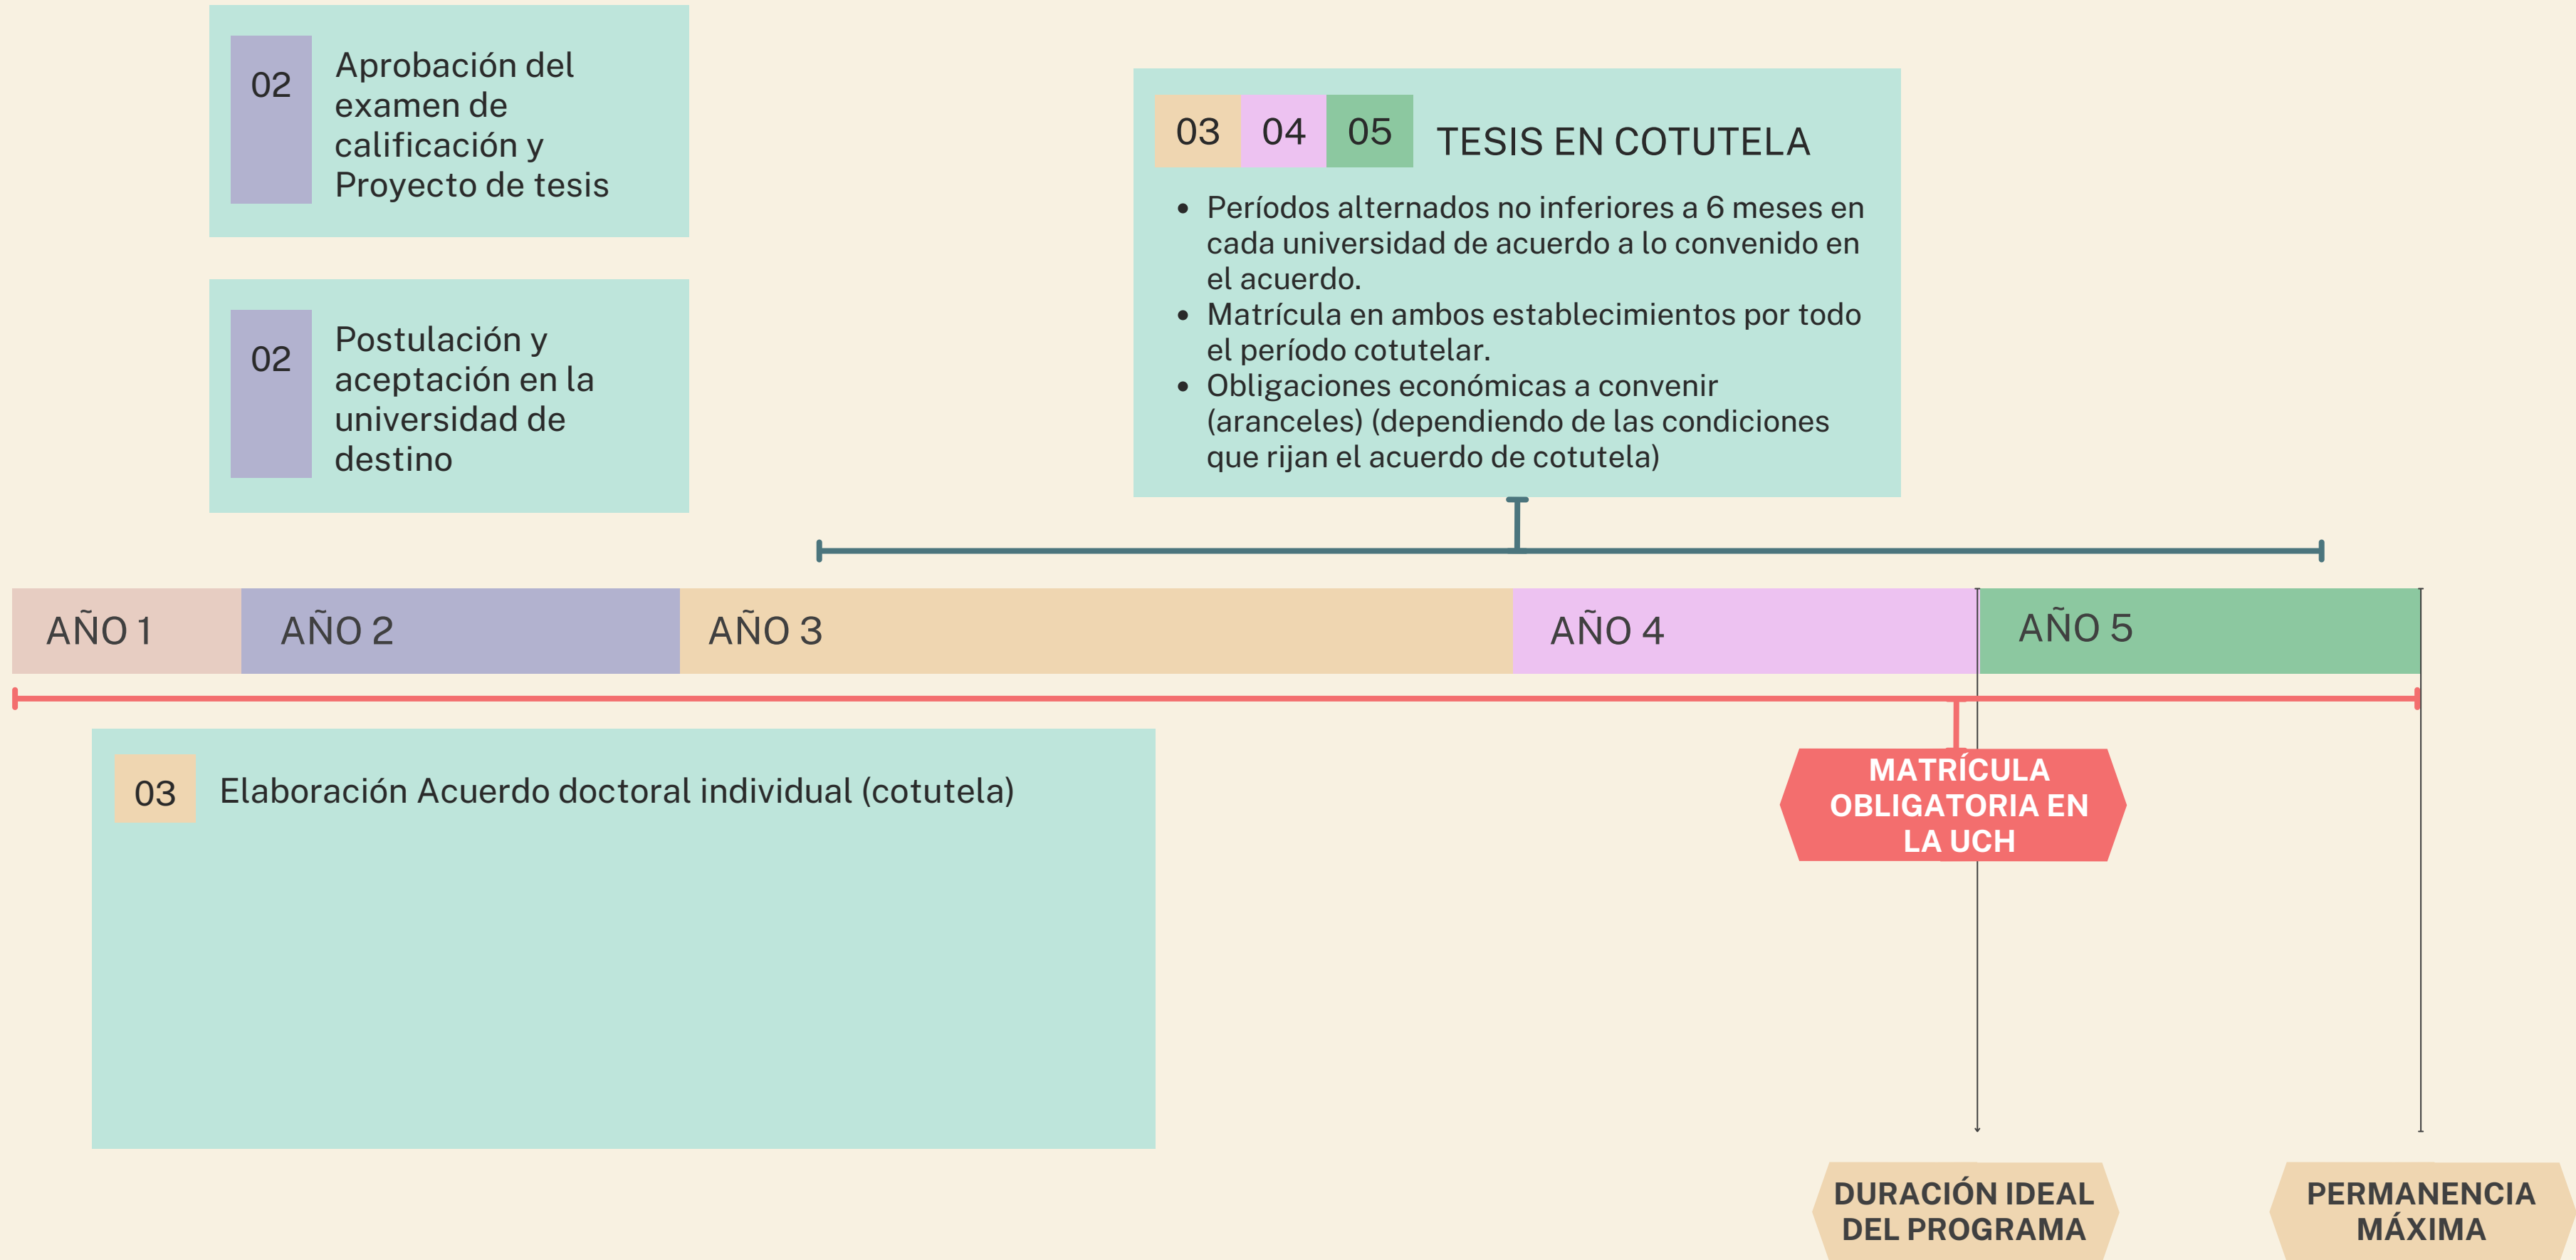 02
Aprobación del
examen de
calificación y
Proyecto de tesis
02
Postulación y
aceptación en la
universidad de
destino
03 04 05 TESIS EN COTUTELA
• Períodos alternados no inferiores a 6 meses en
cada universidad de acuerdo a lo convenido en
el acuerdo.
• Matrícula en ambos establecimientos por todo
el período cotutelar.
• Obligaciones económicas a convenir
(aranceles) (dependiendo de las condiciones
que rijan el acuerdo de cotutela)
AÑO 1
AÑO 2
AÑO 3
AÑO 4
AÑO 5
03 Elaboración Acuerdo doctoral individual (cotutela)
MATRÍCULA
OBLIGATORIA EN
LA UCH
DURACIÓN IDEAL
DEL PROGRAMA
PERMANENCIA
MÁXIMA